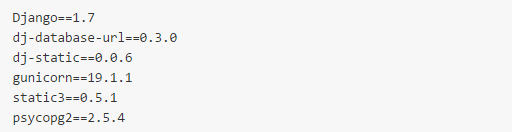 Django==1.7
dj-database-url==0.3.0
dj-static==0.0.6
gunicorn==19.1.1
static3==0.5.1
psycopg2==2.5.4